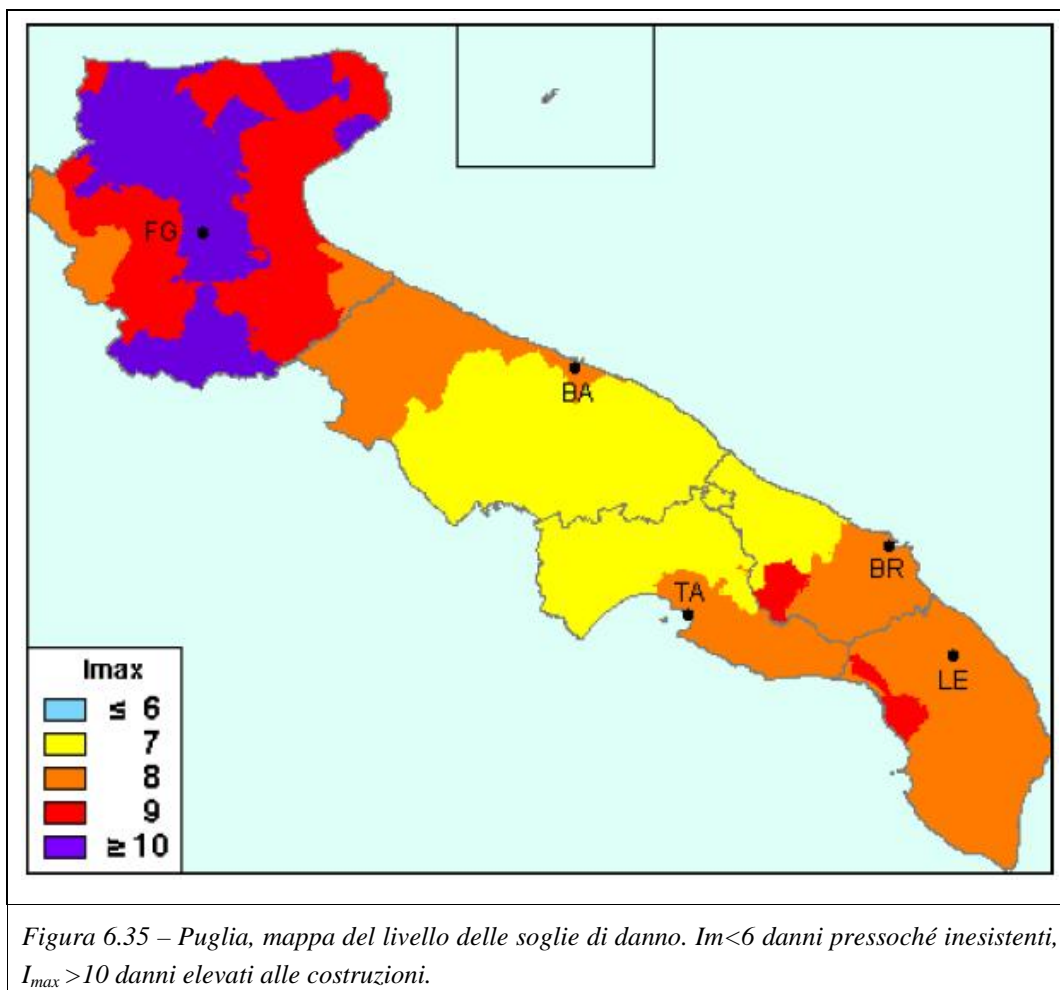 FG
BA
BR
TA
LE
Imax
≤ 6
7
8
9
≥ 10
Figura 6.35 – Puglia, mappa del livello delle soglie di danno. Im<6 danni pressoché inesistenti,
Imax >10 danni elevati alle costruzioni.